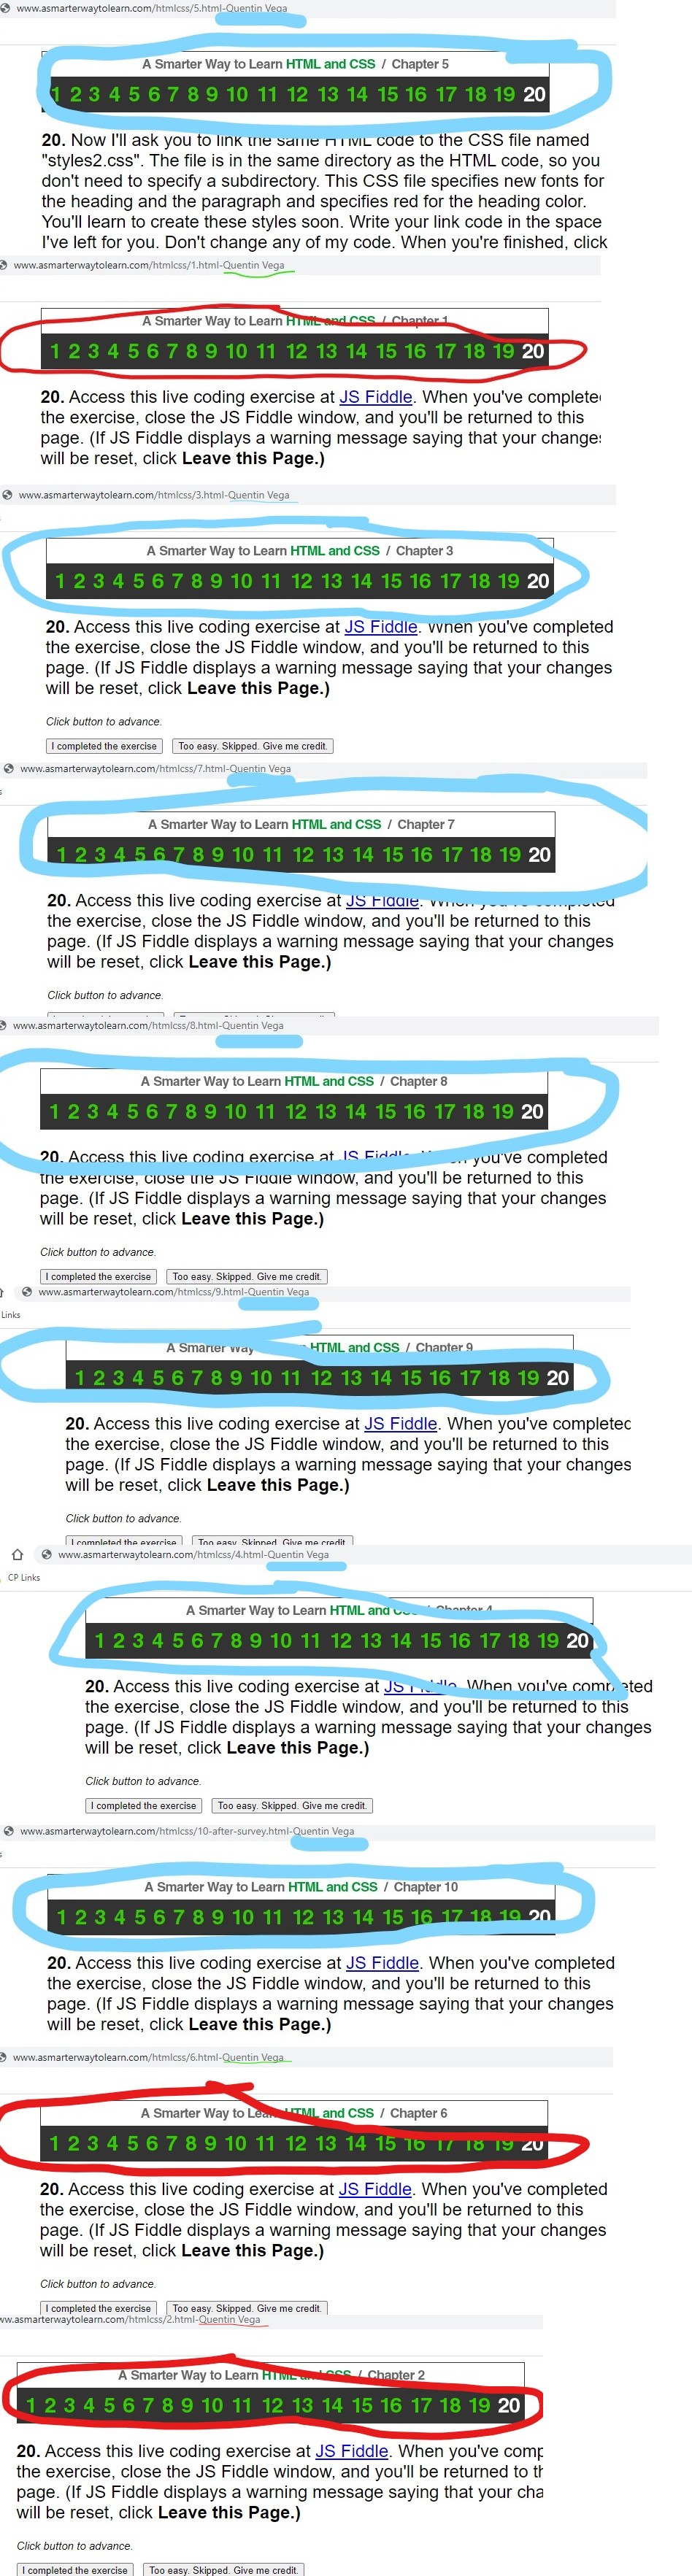 www.asmarterwaytolearn.com/htmlcss/5.html-Quentin Vega
A Smarter Way to Learn HTML and CSS / Chapter 5
1 2 3 4 5 6 7 8 9 10 11 12 13 14 15 16 17 18 19 20
20. Now I'll ask you to link the same HTML code to the CSS file named
"styles2.css". The file is in the same directory as the HTML code, so you
don't need to specify a subdirectory. This CSS file specifies new fonts for
the heading and the paragraph and specifies red for the heading color.
You'll learn to create these styles soon. Write your link code in the space
I've left for you. Don't change any of my code. When you're finished, click
www.asmarterwaytolearn.com/htmlcss/1.html-Quentin Vega
A Smarter Way to Learn HTML and CSS / Chapter 1
1 2 3 4 5 6 7 8 9 10 11 12 13 14 15 16 17 18 19 20
20. Access this live coding exercise at JS Fiddle. When you've complete
the exercise, close the JS Fiddle window, and you'll be returned to this
page. (If JS Fiddle displays a warning message saying that your changes
will be reset, click Leave this Page.)
www.asmarterwaytolearn.com/htmlcss/3.html-Quentin Vega
A Smarter Way to Learn HTML and CSS / Chapter 3
1 2 3 4 5 6 7 8 9 10 11 12 13 14 15 16 17 18 19 20
20. Access this live coding exercise at JS Fiddle. When you've completed
the exercise, close the JS Fiddle window, and you'll be returned to this
page. (If JS Fiddle displays a warning message saying that your changes
will be reset, click Leave this Page.)
Click button to advance.
I completed the exercise Too easy. Skipped. Give me credit.
www.asmarterwaytolearn.com/htmlcss/7.html-Quentin Vega
A Smarter Way to Learn HTML and CSS / Chapter 7
1 2 3 4 5 6 7 8 9 10 11 12 13 14 15 16 17 18 19 20
20. Access this live coding exercise at JS Fiddle. When you've completed
the exercise, close the JS Fiddle window, and you'll be returned to this
page. (If JS Fiddle displays a warning message saying that your changes
will be reset, click Leave this Page.)
Click button to advance.
www.asmarterwaytolearn.com/htmlcss/8.html-Quentin Vega
A Smarter Way to Learn HTML and CSS / Chapter 8
1 2 3 4 5 6 7 8 9 10 11 12 13 14 15 16 17 18 19 20
20. Access this live coding exercise at JS Fiddle. you've completed
the exercise, close the JS Fiddle window, and you'll be returned to this
page. (If JS Fiddle displays a warning message saying that your changes
will be reset, click Leave this Page.)
Click button to advance.
I completed the exercise Too easy. Skipped. Give me credit.
www.asmarterwaytolearn.com/htmlcss/9.html-Quentin Vega
Links
A Smarter Way HTML and CSS / Chapter 9
1 2 3 4 5 6 7 8 9 10 11 12 13 14 15 16 17 18 19 20
20. Access this live coding exercise at JS Fiddle. When you've completed
the exercise, close the JS Fiddle window, and you'll be returned to this
page. (If JS Fiddle displays a warning message saying that your changes
will be reset, click Leave this Page.)
Click button to advance.
I completed the exercise Too easy. Skipped. Give me credit.
www.asmarterwaytolearn.com/htmlcss/4.html-Quentin Vega
CP Links
A Smarter Way to Learn HTML and CSS / Chapter 4
1 2 3 4 5 6 7 8 9 10 11 12 13 14 15 16 17 18 19 20
20. Access this live coding exercise at JS Fiddle. When you've completed
the exercise, close the JS Fiddle window, and you'll be returned to this
page. (If JS Fiddle displays a warning message saying that your changes
will be reset, click Leave this Page.)
Click button to advance.
I completed the exercise Too easy. Skipped. Give me credit.
www.asmarterwaytolearn.com/htmlcss/10-after-survey.html-Quentin Vega
A Smarter Way to Learn HTML and CSS / Chapter 10
1 2 3 4 5 6 7 8 9 10 11 12 13 14 15 16 17 18 19 20
20. Access this live coding exercise at JS Fiddle. When you've completed
the exercise, close the JS Fiddle window, and you'll be returned to this
page. (If JS Fiddle displays a warning message saying that your changes
will be reset, click Leave this Page.)
www.asmarterwaytolearn.com/htmlcss/6.html-Quentin Vega
A Smarter Way to Learn HTML and CSS / Chapter 6
1 2 3 4 5 6 7 8 9 10 11 12 13 14 15 16 17 18 19 20
20. Access this live coding exercise at JS Fiddle. When you've completed
the exercise, close the JS Fiddle window, and you'll be returned to this
page. (If JS Fiddle displays a warning message saying that your changes
will be reset, click Leave this Page.)
Click button to advance.
I completed the exercise Too easy. Skipped. Give me credit.
ww.asmarterwaytolearn.com/htmlcss/2.html-Quentin Vega
A Smarter Way to Learn HTML and CSS / Chapter 2
1 2 3 4 5 6 7 8 9 10 11 12 13 14 15 16 17 18 19 20
20. Access this live coding exercise at JS Fiddle. When you've comp
the exercise, close the JS Fiddle window, and you'll be returned to th
page. (If JS Fiddle displays a warning message saying that your cha
will be reset, click Leave this Page.)
Click button to advance.
I completed the exercise Too easy. Skipped. Give me credit.